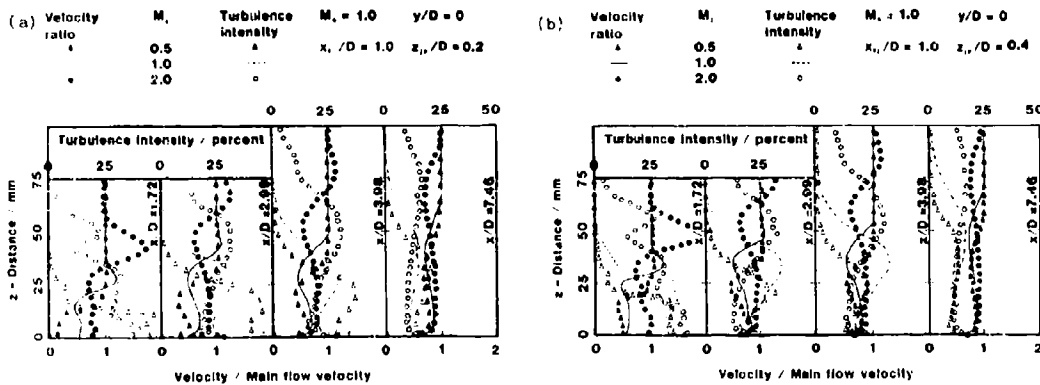 (a) Velocity ratio M Turbulence intensity M = 1.0 y/D = 0
0.5 x /D = 1.0 z /D = 0.2
1.0
2.0
0 25 0 25 50
Turbulence intensity / percent
25 0 25
z - Distance / mm
75
50
25
0
x/D =1.72
x/D =2.09
x/D =3.98
x/D =7.46
0 1 0 1 0 1 0 1 2
Velocity / Main flow velocity
(b) Velocity ratio M Turbulence intensity M 1.0 y/D = 0
0.5 x /D = 1.0 z /D = 0.4
1.0
2.0
0 25 0 25 50
Turbulence intensity / percent
25 0 25
z - Distance / mm
75
50
25
0
x/D =1.72
x/D =2.09
x/D =3.98
x/D =7.46
0 1 0 1 0 1 0 1 2
Velocity / Main flow velocity